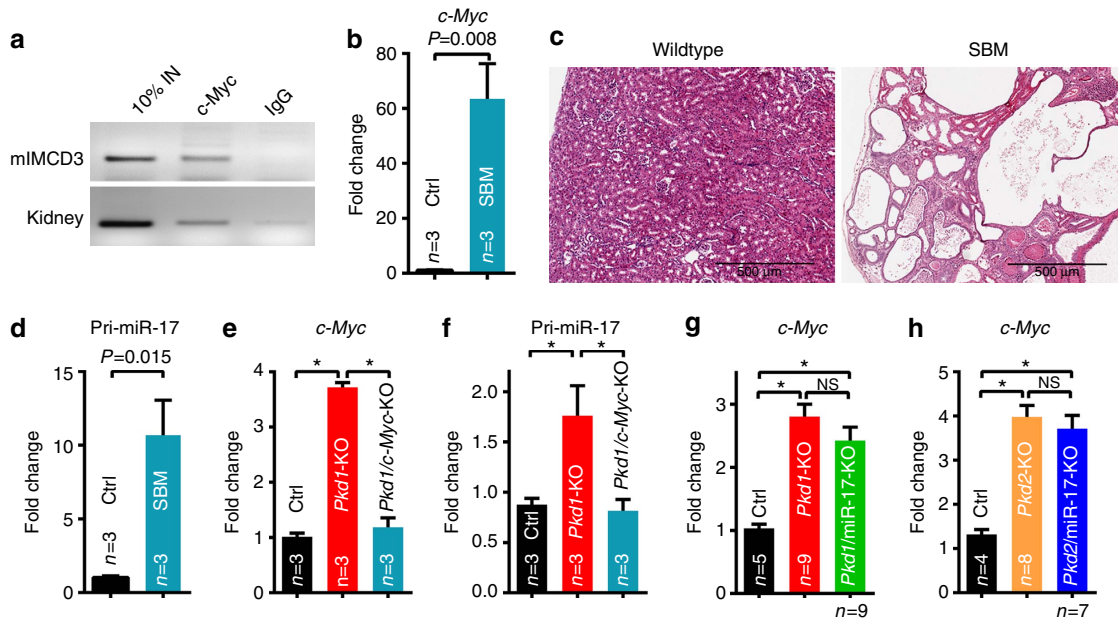 a
10% IN
c-Myc
IgG
mIMCD3
Kidney
b
c-Myc
P=0.008
Fold change
80
60
40
20
0
Ctrl
n=3
SBM
n=3
c
Wildtype
SBM
500 µm
500 µm
d
Pri-miR-17
P=0.015
Fold change
15
10
5
0
Ctrl
n=3
SBM
n=3
e
c-Myc
* *
Fold change
4
3
2
1
0
Ctrl
n=3
Pkd1-KO
n=3
Pkd1/c-Myc-KO
n=3
f
Pri-miR-17
* *
Fold change
2.0
1.5
1.0
0.5
0.0
Ctrl
n=3
Pkd1-KO
n=3
Pkd1/c-Myc-KO
n=3
g
c-Myc
*
* NS
Fold change
3
2
1
0
Ctrl
n=5
Pkd1-KO
n=9
Pkd1/miR-17-KO
n=9
h
c-Myc
*
* NS
Fold change
5
4
3
2
1
0
Ctrl
n=4
Pkd2-KO
n=8
Pkd2/miR-17-KO
n=7